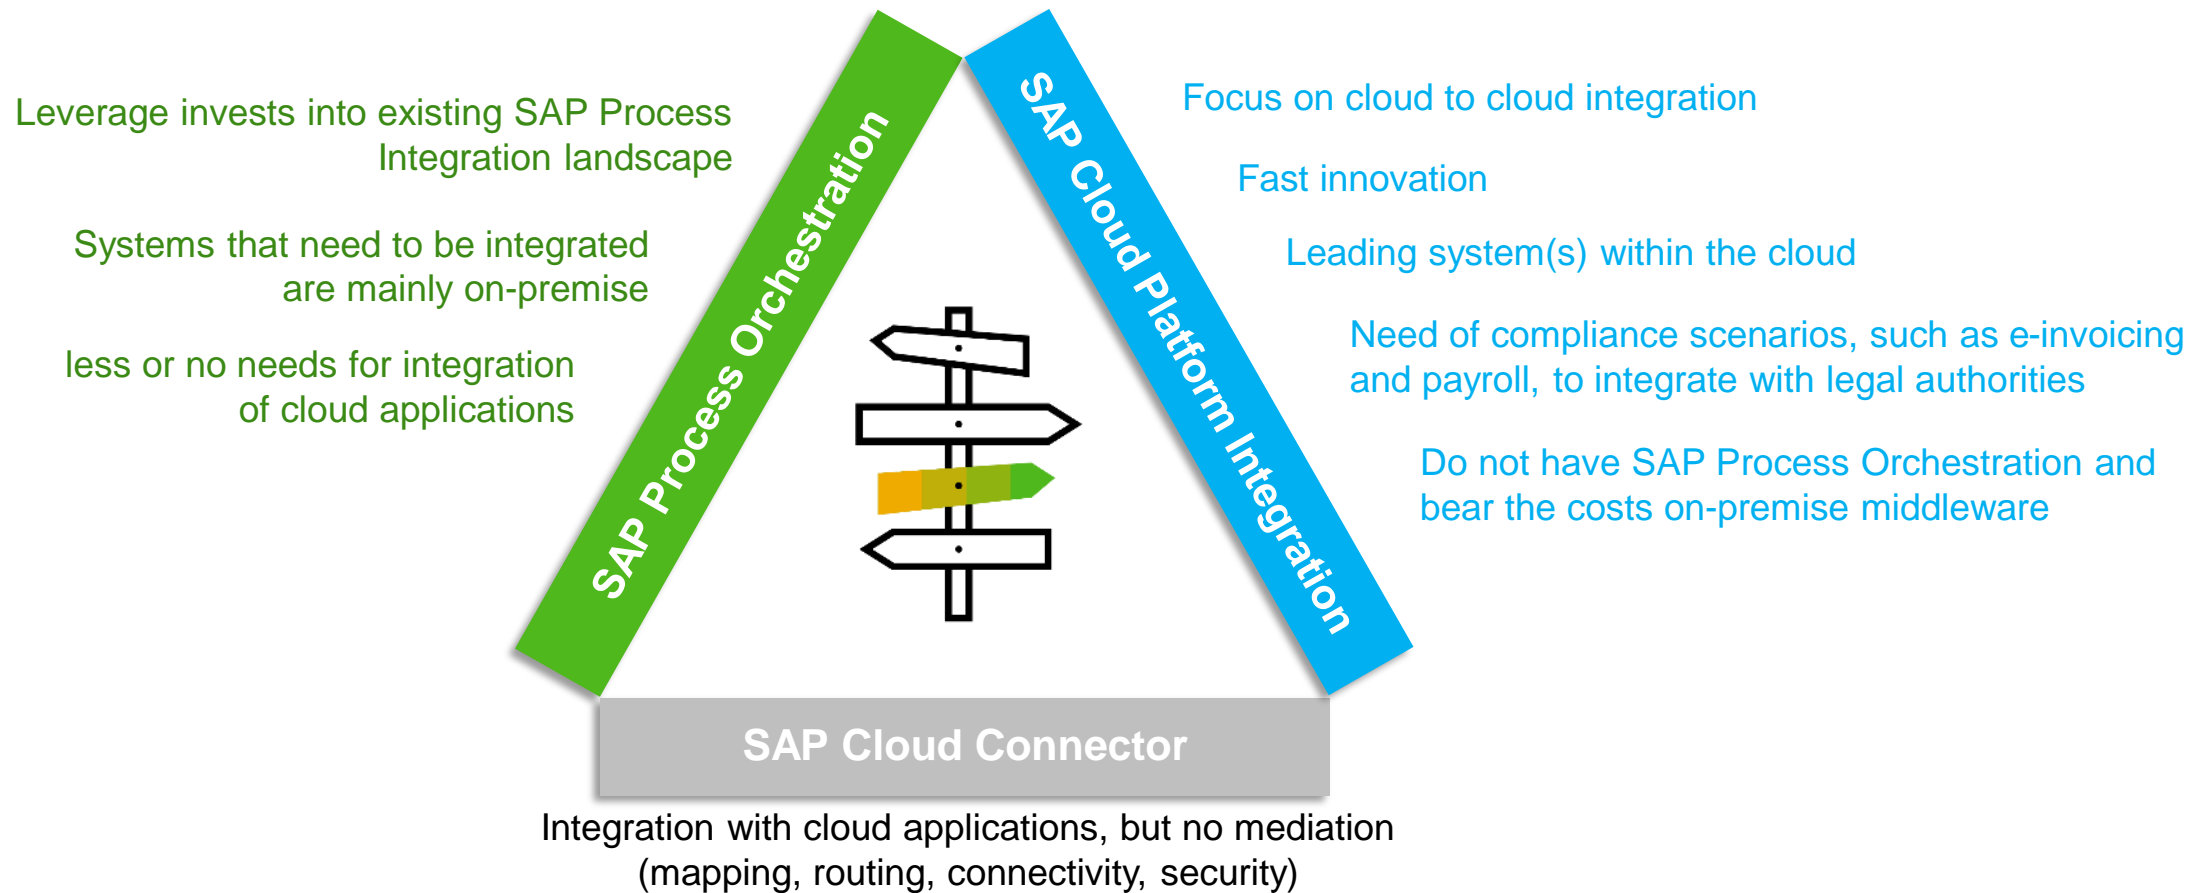 Leverage invests into existing SAP Process
Integration landscape
Systems that need to be integrated
are mainly on-premise
less or no needs for integration
of cloud applications
SAP Process Orchestration
SAP Cloud Platform Integration
Focus on cloud to cloud integration
Fast innovation
Leading system(s) within the cloud
Need of compliance scenarios, such as e-invoicing
and payroll, to integrate with legal authorities
Do not have SAP Process Orchestration and
bear the costs on-premise middleware
SAP Cloud Connector
Integration with cloud applications, but no mediation
(mapping, routing, connectivity, security)